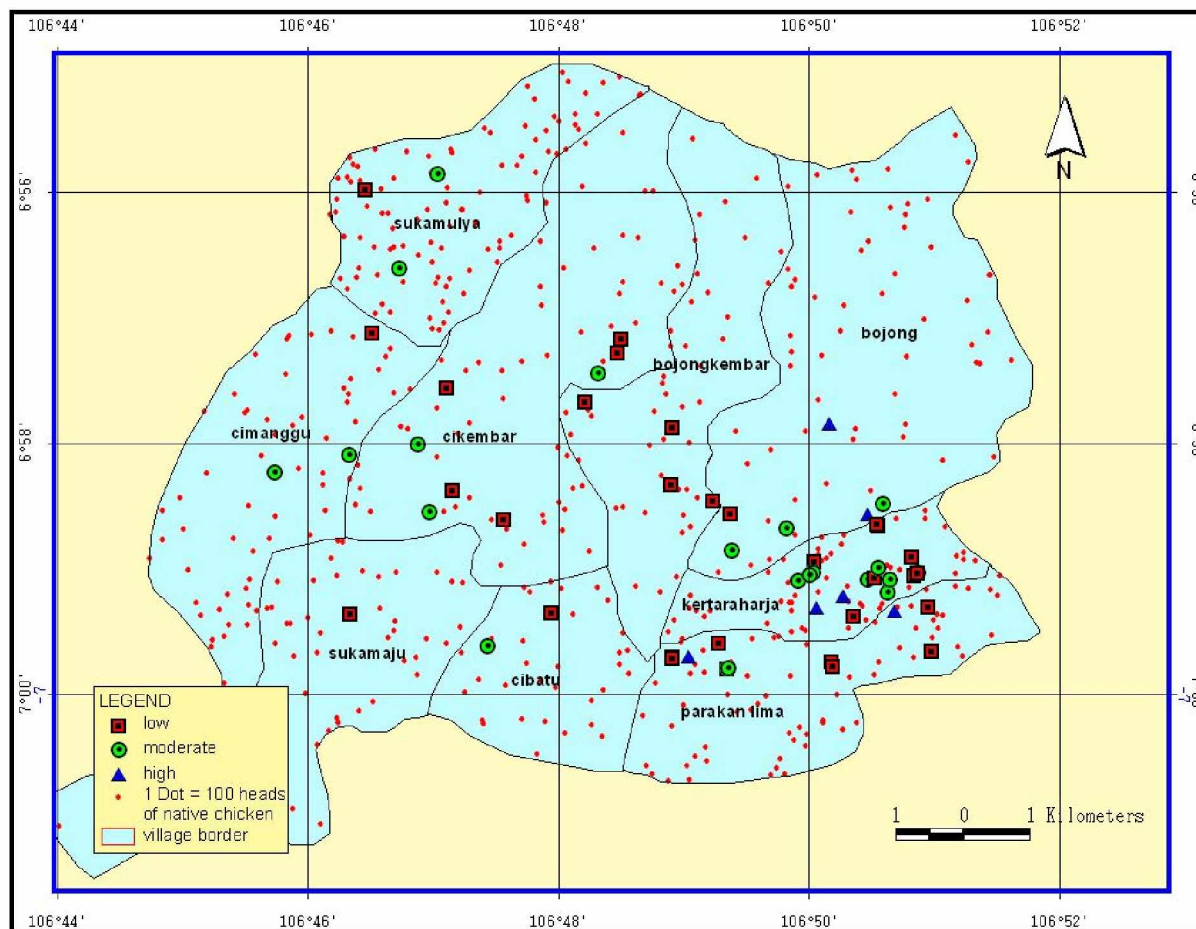 106°44' 106°46' 106°48' 106°50' 106°52'
N
6°56'
sukamulya
bojong
bojongkembar
cimanggu
cikembar
6°58'
kertaraharja
sukamaju
cibatu
7°00'
parakan lima
LEGEND
low
moderate
high
1 Dot = 100 heads
of native chicken
village border
1 0 1 Kilometers
106°44' 106°46' 106°48' 106°50' 106°52'